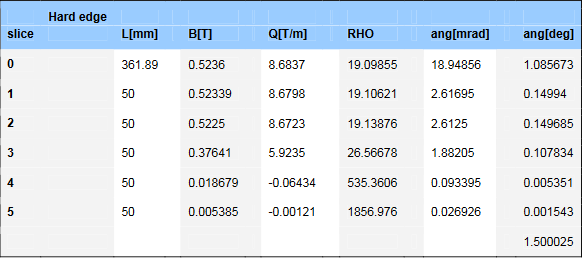 Hard edge
slice L[mm] B[T] Q[T/m] RHO ang[mrad] ang[deg]
0 361.89 0.5236 8.6837 19.09855 18.94856 1.085673
1 50 0.52339 8.6798 19.10621 2.61695 0.14994
2 50 0.5225 8.6723 19.13876 2.6125 0.149685
3 50 0.37641 5.9235 26.56678 1.88205 0.107834
4 50 0.018679 -0.06434 535.3606 0.093395 0.005351
5 50 0.005385 -0.00121 1856.976 0.026926 0.001543
1.500025